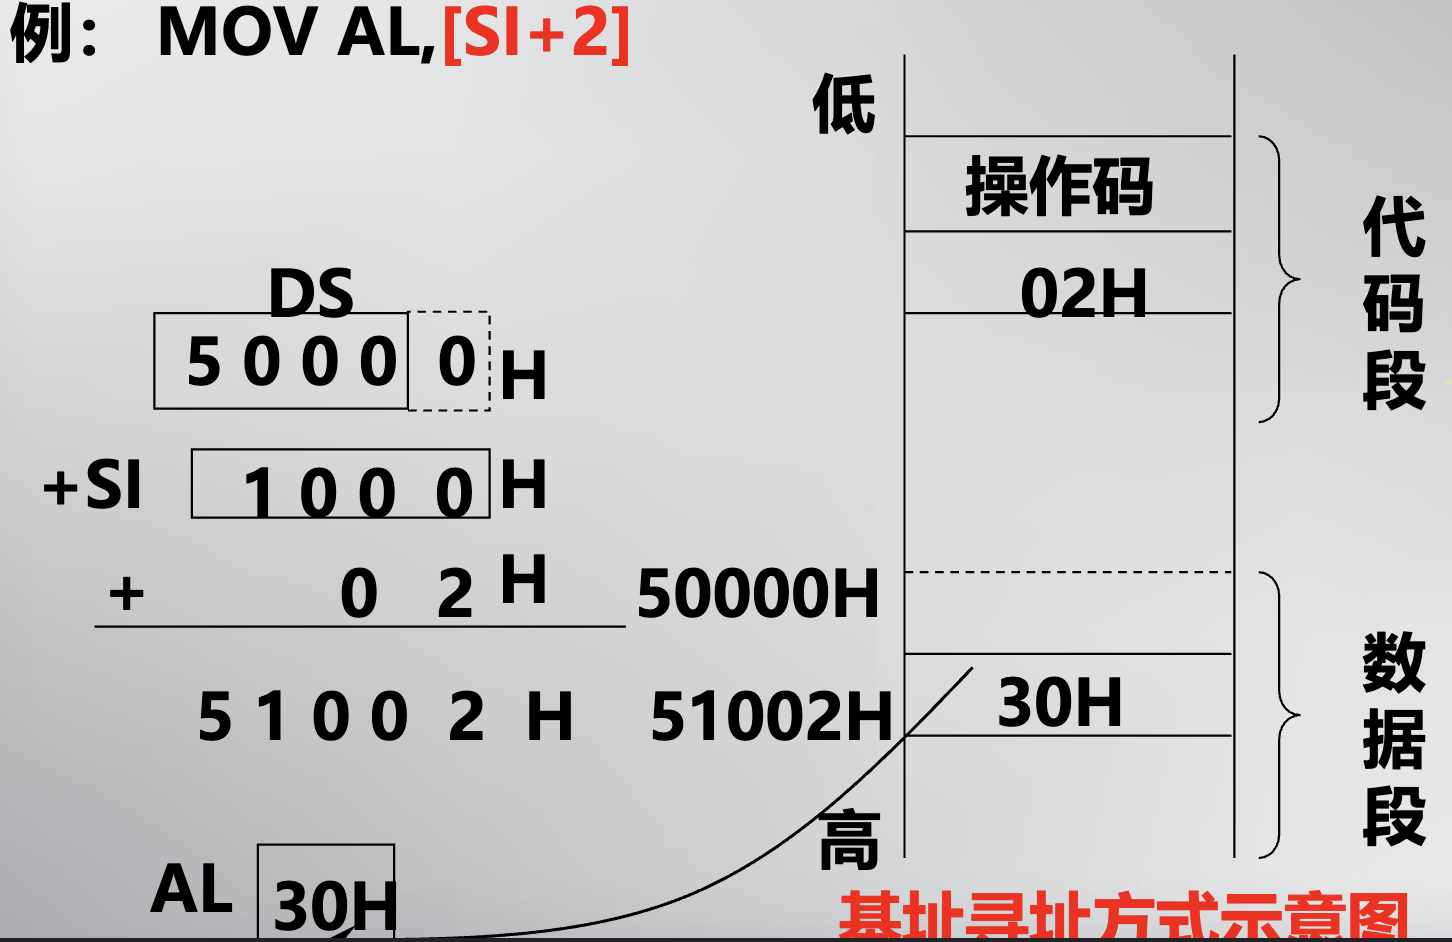 例： MOV AL,[SI+2]
低
操作码
02H
代码段
DS
5 0 0 0 0 H
+SI 1 0 0 0 H
+ 0 2 H
5 1 0 0 2 H
50000H
51002H
30H
数据段
高
AL 30H
基址寻址方式示意图